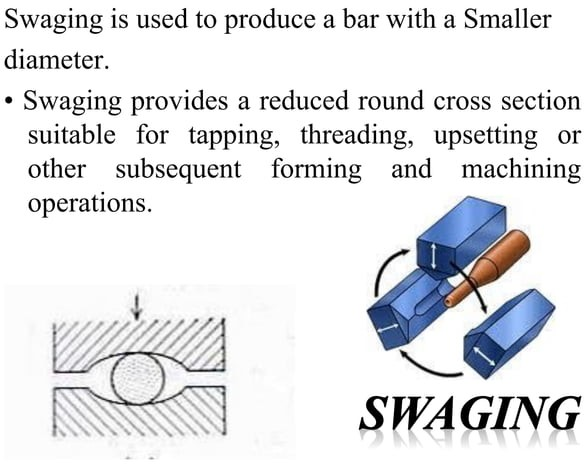 Swaging is used to produce a bar with a Smaller
diameter.
• Swaging provides a reduced round cross section
suitable for tapping, threading, upsetting or
other subsequent forming and machining
operations.
SWAGING